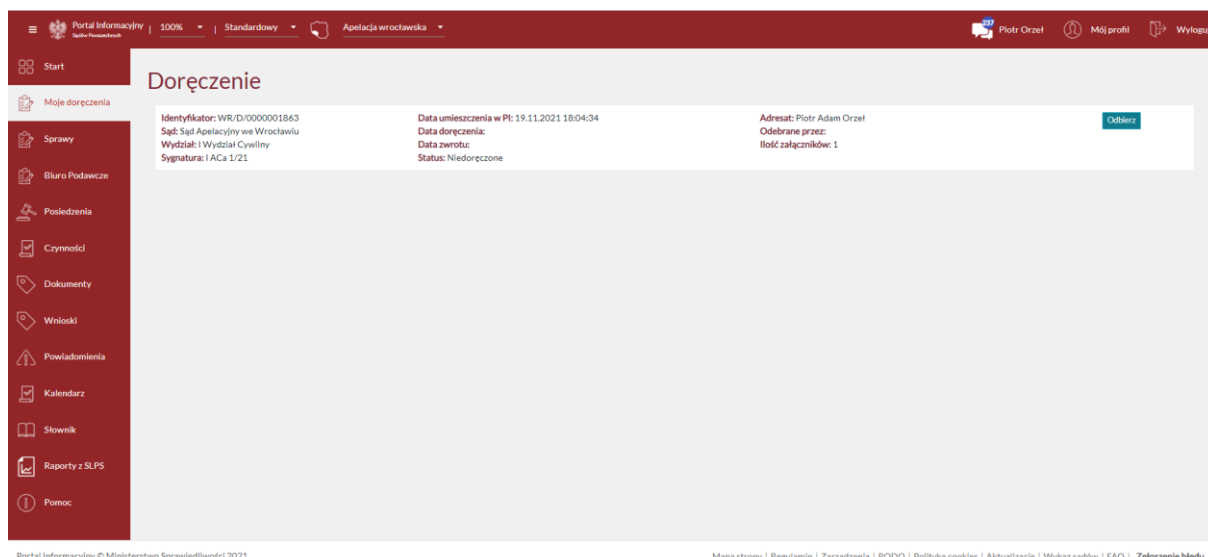 Portal Informacyjny
Sądów Powszechnych
| 100% | Standardowy Apelacja wrocławska
237
Piotr Orzeł Mój profil Wylogu
Start
Moje doręczenia
Sprawy
Biuro Podawcze
Posiedzenia
Czynności
Dokumenty
Wnioski
Powiadomienia
Kalendarz
Słownik
Raporty z SLPS
Pomoc
Doręczenie
Identyfikator: WR/D/0000001863
Sąd: Sąd Apelacyjny we Wrocławiu
Wydział: I Wydział Cywilny
Sygnatura: I ACa 1/21
Data umieszczenia w PI: 19.11.2021 18:04:34
Data doręczenia:
Data zwrotu:
Status: Niedoręczone
Adresat: Piotr Adam Orzeł
Odebrane przez:
Ilość załączników: 1
Odbierz
Portal Informacyjny © Ministerstwo Sprawiedliwości 2021
Mapa strony | Regulamin | Zarządzenia | RODO | Polityka cookies | Aktualizacje | Wykaz sądów | FAQ | Zgłoszenie błędu